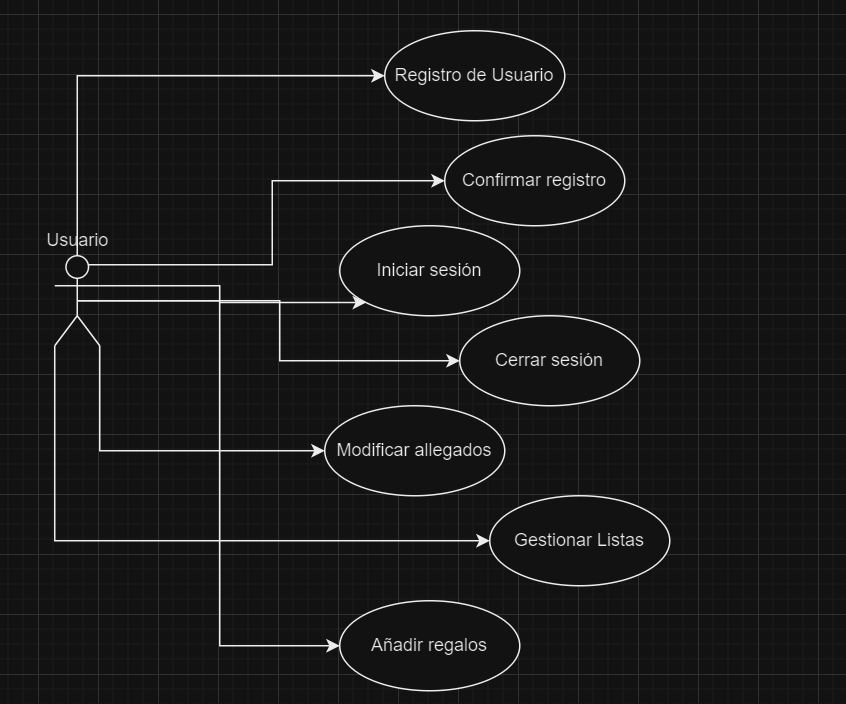 Registro de Usuario
Confirmar registro
Usuario
Iniciar sesión
Cerrar sesión
Modificar allegados
Gestionar Listas
Añadir regalos